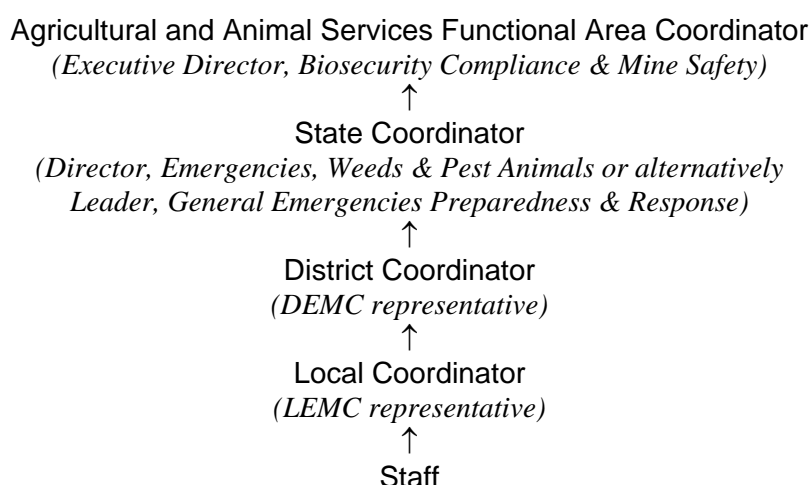 Agricultural and Animal Services Functional Area Coordinator
(Executive Director, Biosecurity Compliance & Mine Safety)
↑
State Coordinator
(Director, Emergencies, Weeds & Pest Animals or alternatively
Leader, General Emergencies Preparedness & Response)
↑
District Coordinator
(DEMC representative)
↑
Local Coordinator
(LEMC representative)
↑
Staff